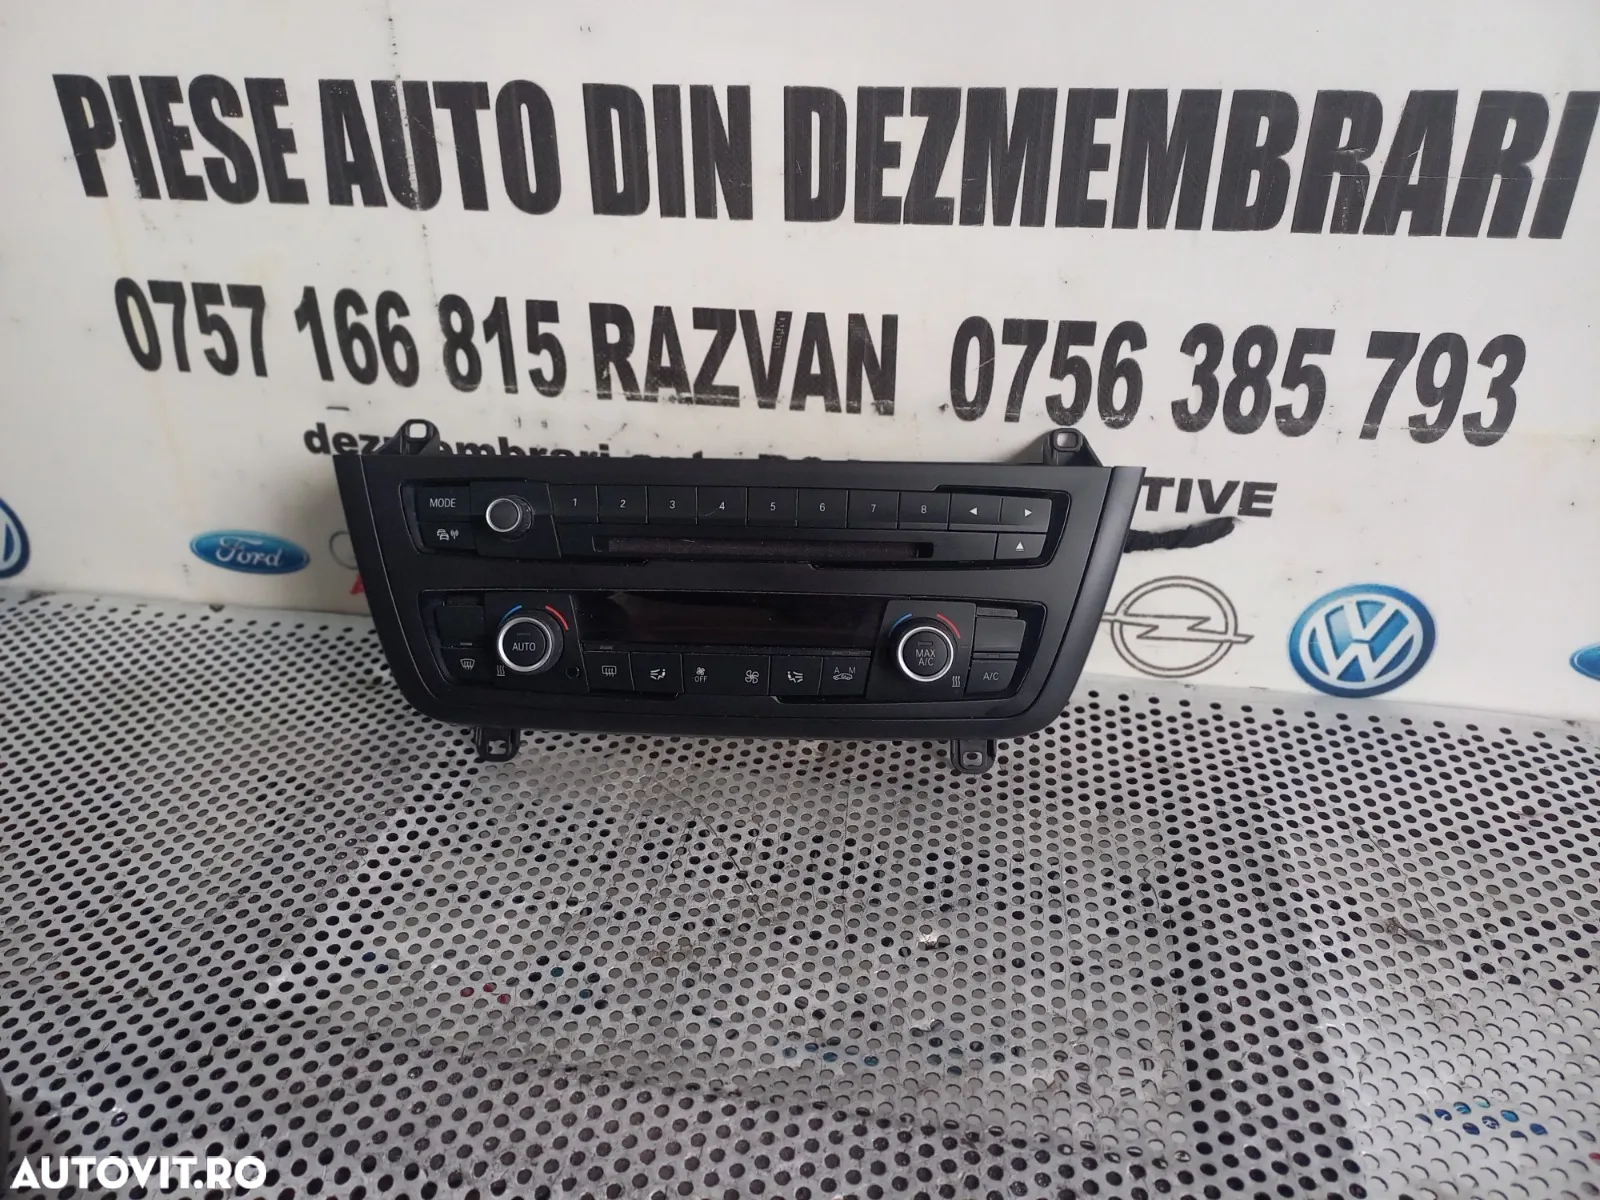 PIESE AUTO DIN DEZMEMBRARI
0757 166 815 RAZVAN 0756 385 793
dezmembrari
TIVE
Ford
MODE 1 2 3 4 5 6 7 8
AUTO MAX A/C
OFF A M A/C
AUTOVIT.RO